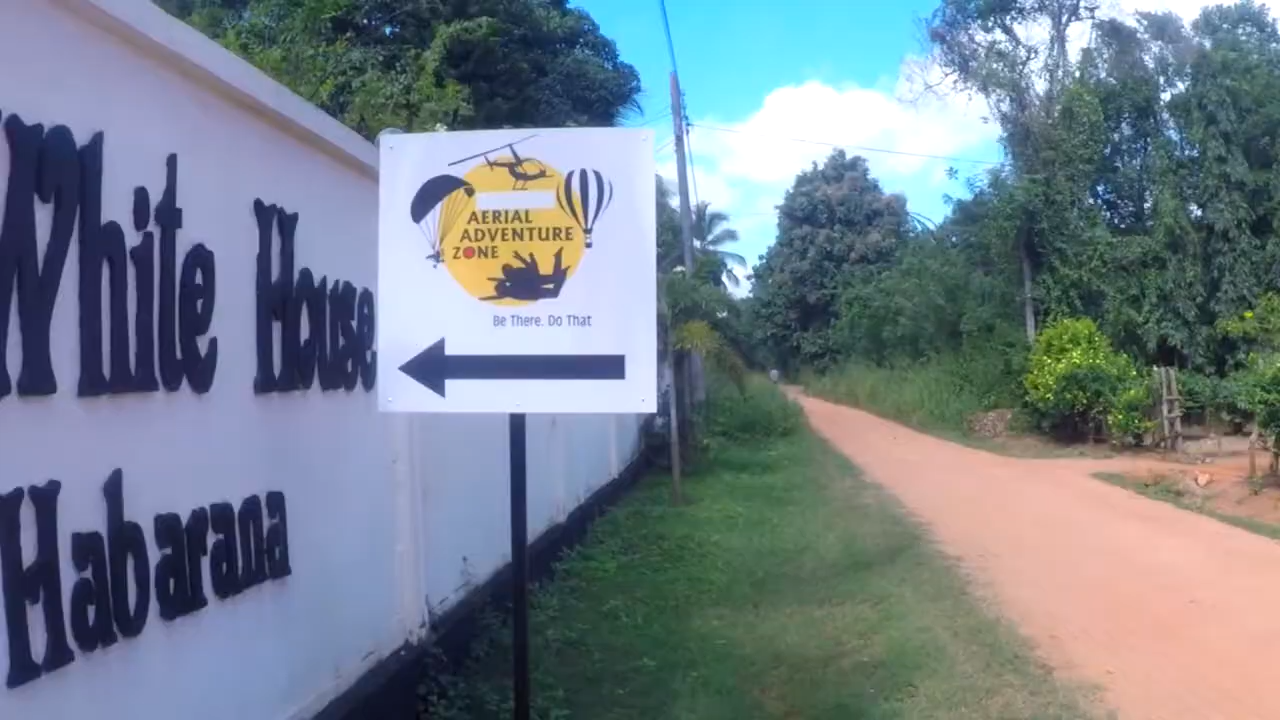 White House
Habarana
AERIAL
ADVENTURE
ZONE
Be There. Do That